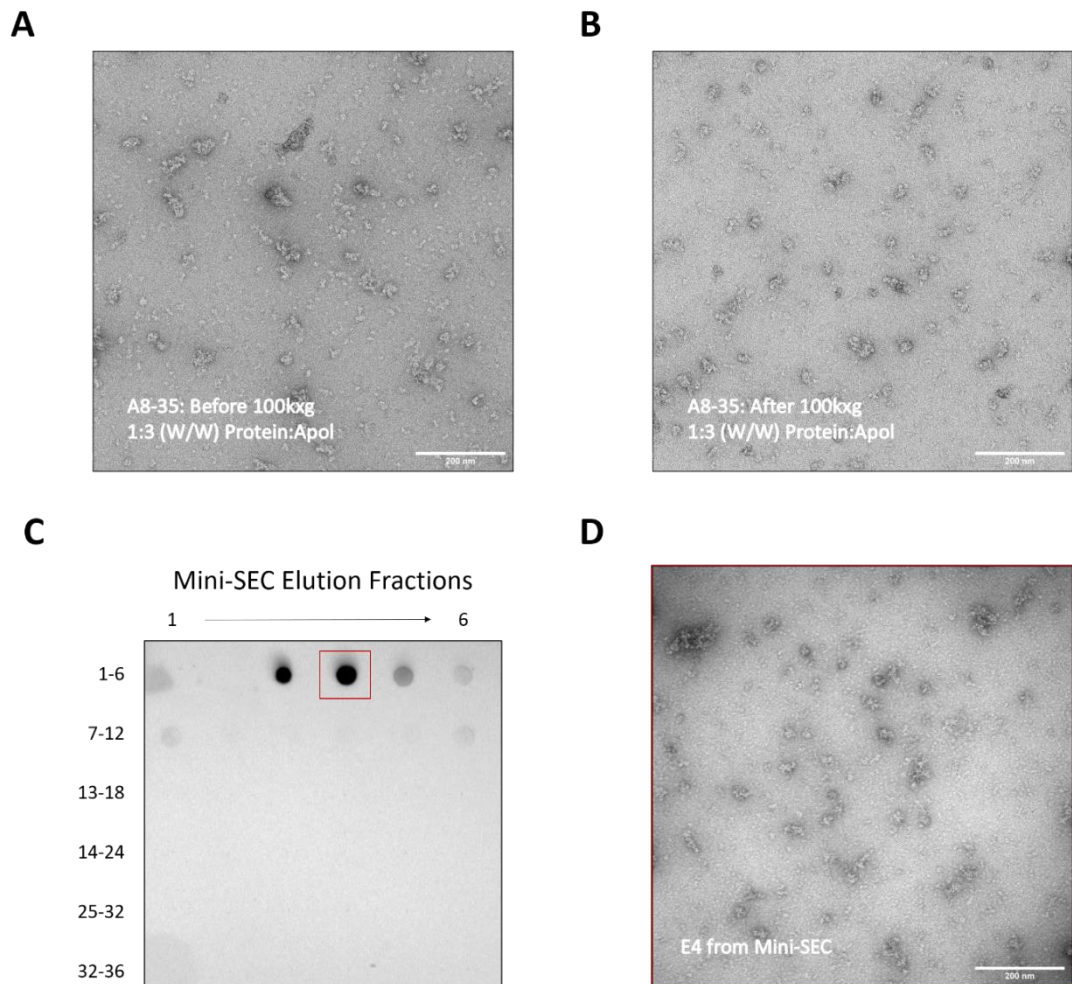 A
B
A8-35: Before 100kxg
1:3 (W/W) Protein:Apol
200 nm
A8-35: After 100kxg
1:3 (W/W) Protein:Apol
200 nm
C
D
Mini-SEC Elution Fractions
1
6
1-6
7-12
13-18
14-24
25-32
32-36
E4 from Mini-SEC
200 nm